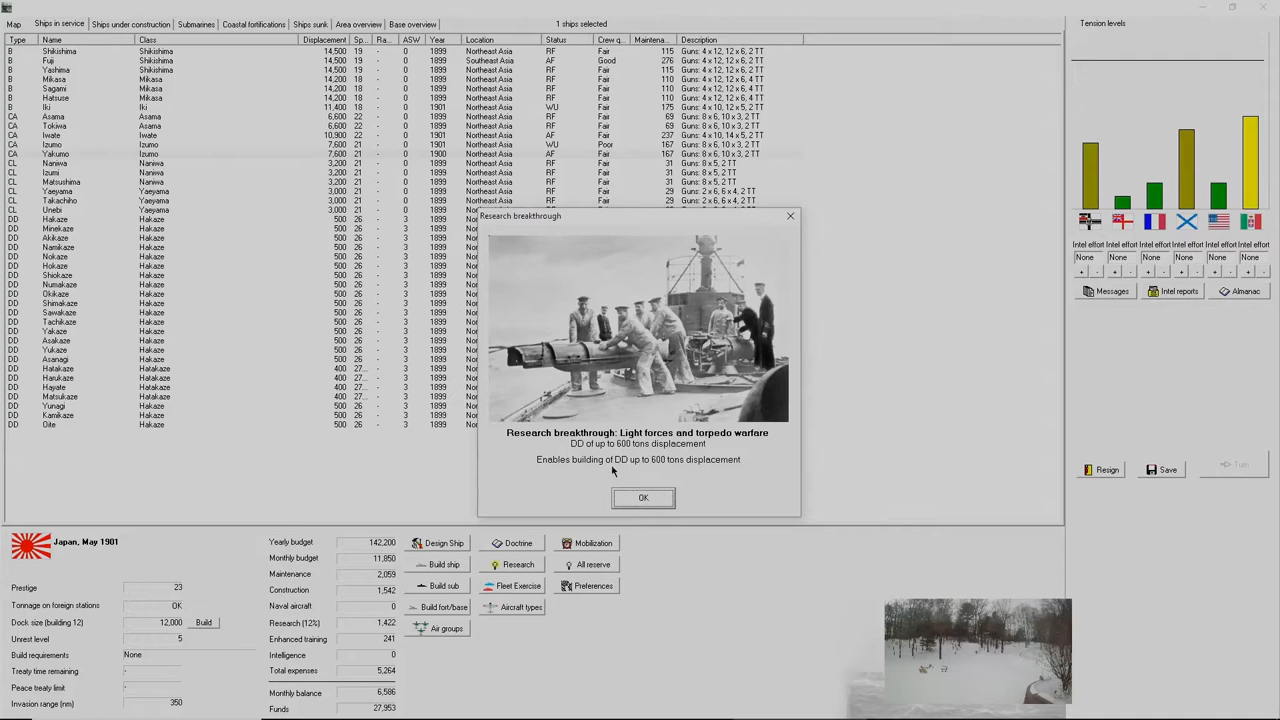 Map Ships in service Ships under construction Submarines Coastal fortifications Ships sunk Area overview Base overview 1 ships selected
Type Name Class Displacement Sp... Ra... ASW Year Location Status Crew q... Maintena... Description
B Shikishima Shikishima 14,500 19 - 0 1899 Northeast Asia RF Fair 115 Guns: 4 x 12, 12 x 6, 2 TT
B Fuji Shikishima 14,500 19 - 0 1899 Southeast Asia AF Good 276 Guns: 4 x 12, 12 x 6, 2 TT
B Yashima Shikishima 14,500 19 - 0 1899 Northeast Asia RF Fair 115 Guns: 4 x 12, 12 x 6, 2 TT
B Mikasa Mikasa 14,200 18 - 0 1899 Northeast Asia RF Fair 110 Guns: 4 x 12, 12 x 6, 4 TT
B Sagami Mikasa 14,200 18 - 0 1899 Northeast Asia RF Fair 110 Guns: 4 x 12, 12 x 6, 4 TT
B Hatsuse Mikasa 14,200 18 - 0 1899 Northeast Asia RF Fair 110 Guns: 4 x 12, 12 x 6, 4 TT
B Iki Iki 11,400 18 - 0 1901 Northeast Asia WU Fair 175 Guns: 4 x 10, 12 x 5, 2 TT
CA Asama Asama 6,600 22 - 0 1899 Northeast Asia RF Fair 69 Guns: 8 x 6, 10 x 3, 2 TT
CA Tokiwa Asama 6,600 22 - 0 1899 Northeast Asia RF Fair 69 Guns: 8 x 6, 10 x 3, 2 TT
CA Iwate Iwate 10,900 22 - 0 1901 Northeast Asia AF Fair 237 Guns: 4 x 10, 14 x 5, 2 TT
CA Izumo Izumo 7,600 21 - 0 1901 Northeast Asia WU Poor 167 Guns: 8 x 6, 10 x 3, 2 TT
CA Yakumo Izumo 7,600 21 - 0 1900 Northeast Asia AF Fair 167 Guns: 8 x 6, 10 x 3, 2 TT
CL Naniwa Naniwa 3,200 21 - 0 1899 Northeast Asia RF Fair 31 Guns: 8 x 5, 2 TT
CL Izumi Naniwa 3,200 21 - 0 1899 Northeast Asia RF Fair 31 Guns: 8 x 5, 2 TT
CL Matsushima Naniwa 3,200 21 - 0 1899 Northeast Asia RF Fair 31 Guns: 8 x 5, 2 TT
CL Yaeyama Yaeyama 3,000 21 - 0 1899 Northeast Asia RF Fair 29 Guns: 2 x 6, 6 x 4, 2 TT
CL Takachiho Yaeyama 3,000 21 - 0 1899 Northeast Asia RF Fair 29 Guns: 2 x 6, 6 x 4, 2 TT
CL Unebi Yaeyama 3,000 21 - 0 1899
DD Hakaze Hakaze 500 26 - 3 1899
DD Minekaze Hakaze 500 26 - 3 1899
DD Akikaze Hakaze 500 26 - 3 1899
DD Namikaze Hakaze 500 26 - 3 1899
DD Nokaze Hakaze 500 26 - 3 1899
DD Hokaze Hakaze 500 26 - 3 1899
DD Shiokaze Hakaze 500 26 - 3 1899
DD Numakaze Hakaze 500 26 - 3 1899
DD Okikaze Hakaze 500 26 - 3 1899
DD Shimakaze Hakaze 500 26 - 3 1899
DD Sawakaze Hakaze 500 26 - 3 1899
DD Tachikaze Hakaze 500 26 - 3 1899
DD Yakaze Hakaze 500 26 - 3 1899
DD Asakaze Hakaze 500 26 - 3 1899
DD Yukaze Hakaze 500 26 - 3 1899
DD Asanagi Hakaze 500 26 - 3 1899
DD Hatakaze Hatakaze 400 27... - 3 1899
DD Harukaze Hatakaze 400 27... - 3 1899
DD Hayate Hatakaze 400 27... - 3 1899
DD Matsukaze Hatakaze 400 27... - 3 1899
DD Yunagi Hakaze 500 26 - 3 1899
DD Kamikaze Hakaze 500 26 - 3 1899
DD Oite Hakaze 500 26 - 3 1899
Research breakthrough
Research breakthrough: Light forces and torpedo warfare
DD of up to 600 tons displacement
Enables building of DD up to 600 tons displacement
OK
Tension levels
Intel effort Intel effort Intel effort Intel effort Intel effort Intel effort
None None None None None None
+ - + - + - + - + - + -
Messages Intel reports Almanac
Resign Save Turn
Japan, May 1901
Prestige 23
Tonnage on foreign stations OK
Dock size (building 12) 12,000 Build
Unrest level 5
Build requirements None
Treaty time remaining -
Peace treaty limit -
Invasion range (nm) 350
Yearly budget 142,200
Monthly budget 11,850
Maintenance 2,059
Construction 1,542
Naval aircraft 0
Research (12%) 1,422
Enhanced training 241
Intelligence 0
Total expenses 5,264
Monthly balance 6,586
Funds 27,953
Design Ship Doctrine Mobilization
Build ship Research All reserve
Build sub Fleet Exercise Preferences
Build fort/base Aircraft types
Air groups